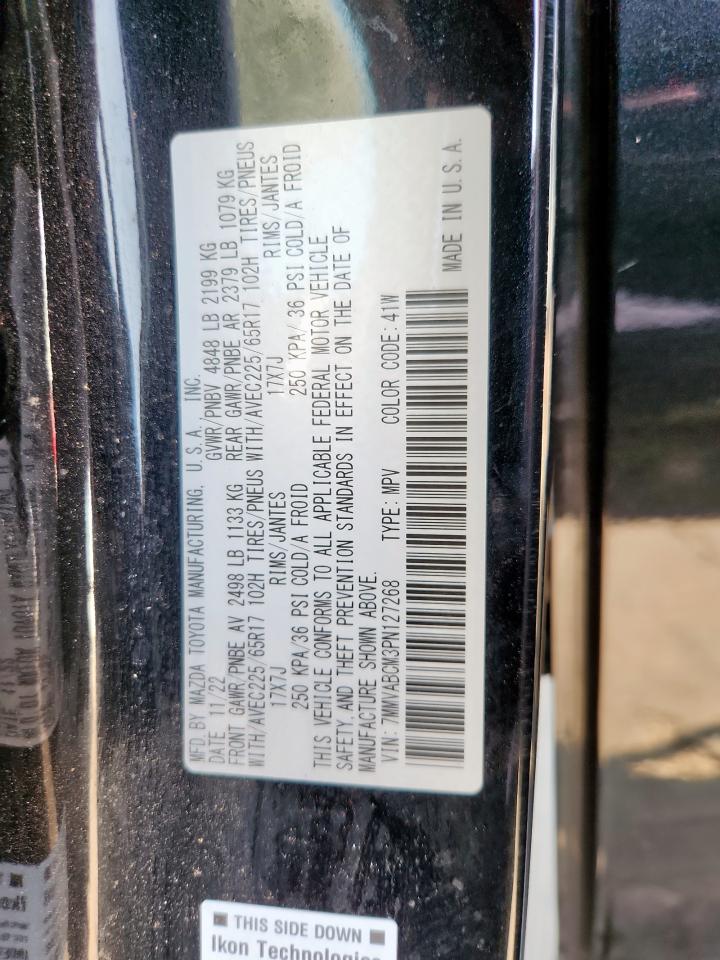 MFD.BY MAZDA TOYOTA MANUFACTURING, U.S.A. INC.
DATE 11/22 GVWR/PNBV 4848 LB 2199 KG
FRONT GAWR/PNBE AV 2498 LB 1133 KG REAR GAWR/PNBE AR 2379 LB 1079 KG
WITH/AVEC225/65R17 102H TIRES/PNEUS WITH/AVEC225/65R17 102H TIRES/PNEUS
17X7J RIMS/JANTES 17X7J RIMS/JANTES
250 KPA/36 PSI COLD/A FROID 250 KPA/36 PSI COLD/A FROID
THIS VEHICLE CONFORMS TO ALL APPLICABLE FEDERAL MOTOR VEHICLE
SAFETY,AND THEFT PREVENTION STANDARDS IN EFFECT ON THE DATE OF
MANUFACTURE SHOWN ABOVE.
VIN: 7MMVABCM3PN127268 TYPE: MPV COLOR CODE: 41W
MADE IN U.S.A.
THIS SIDE DOWN
Ikon Technologies